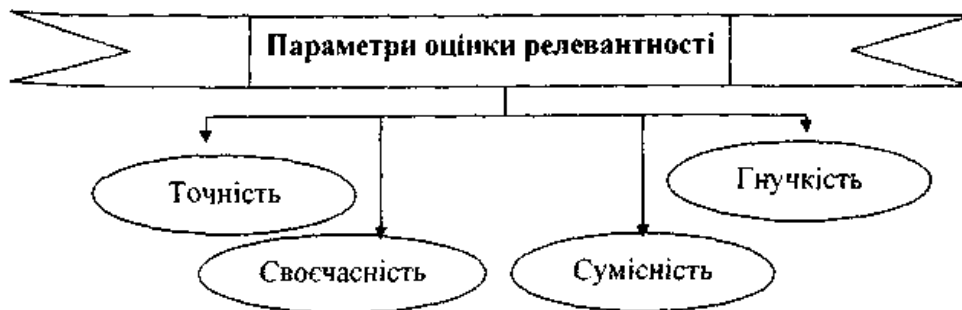 Параметри оцінки релевантності
Точність
Гнучкість
Своєчасність
Сумісність